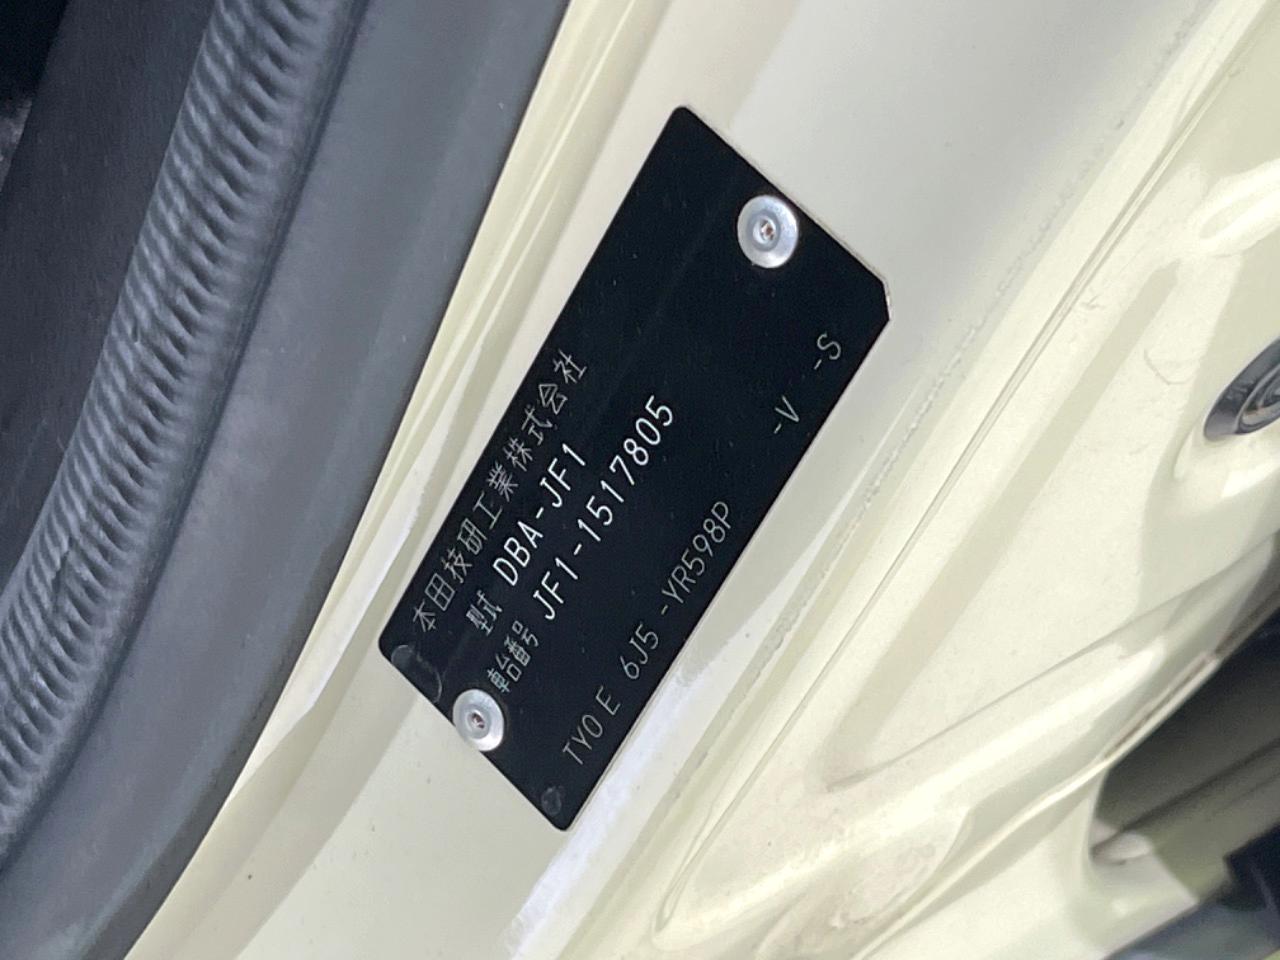 本田技研工業株式会社
型式 DBA-JF1
車台番号 JF1-1517805
TYO E 6J5 -YR598P -V -S